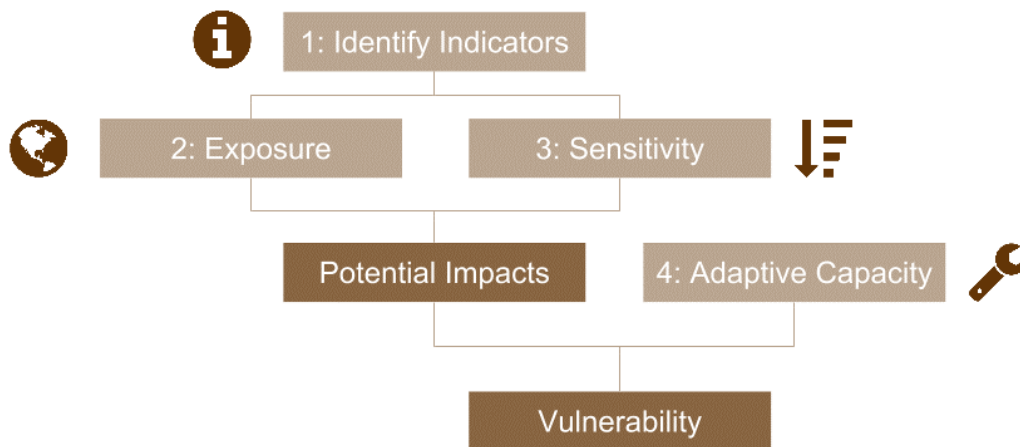 1: Identify Indicators
2: Exposure
3: Sensitivity
Potential Impacts
4: Adaptive Capacity
Vulnerability